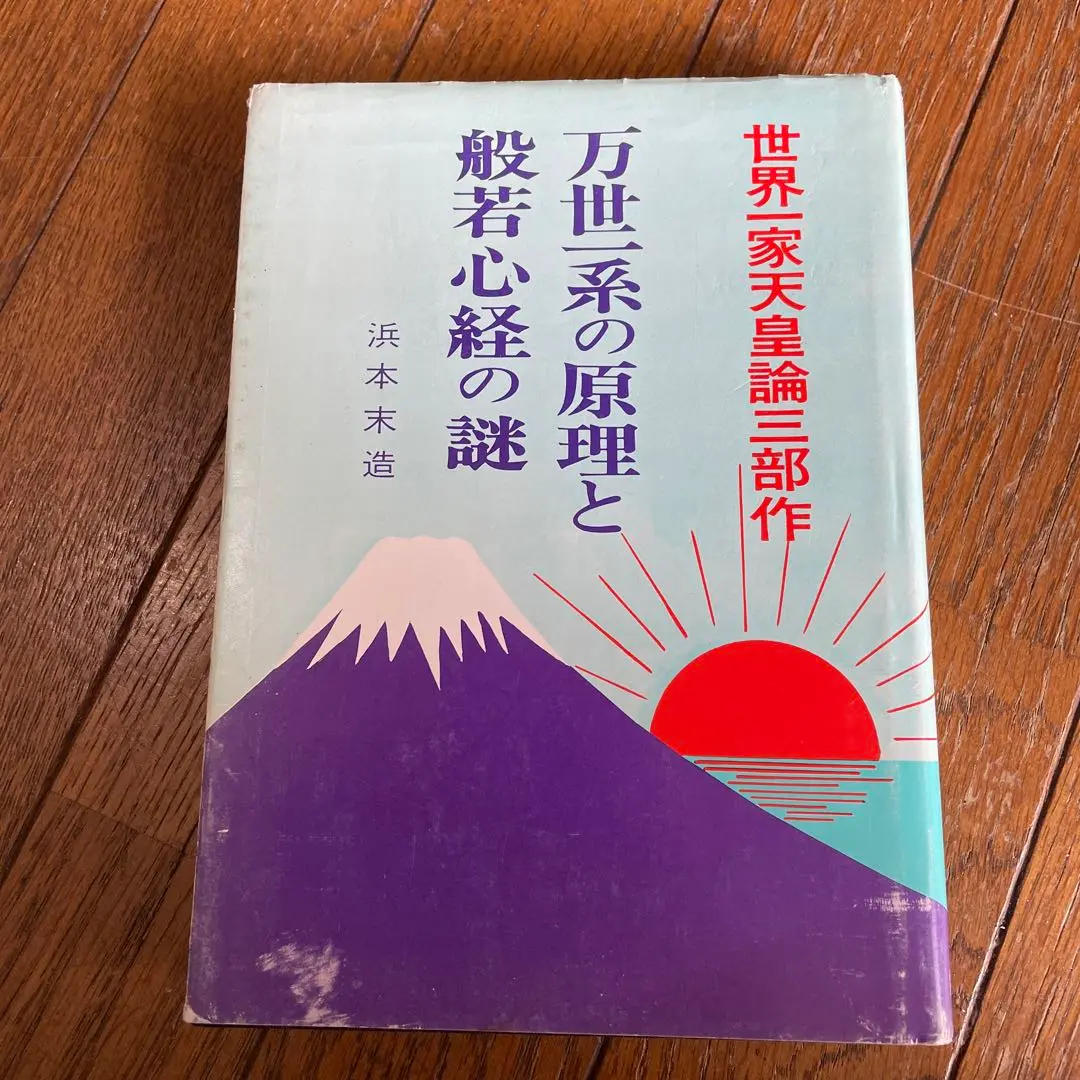 世界一家天皇論三部作
万世一系の原理と
般若心経の謎
浜本末造